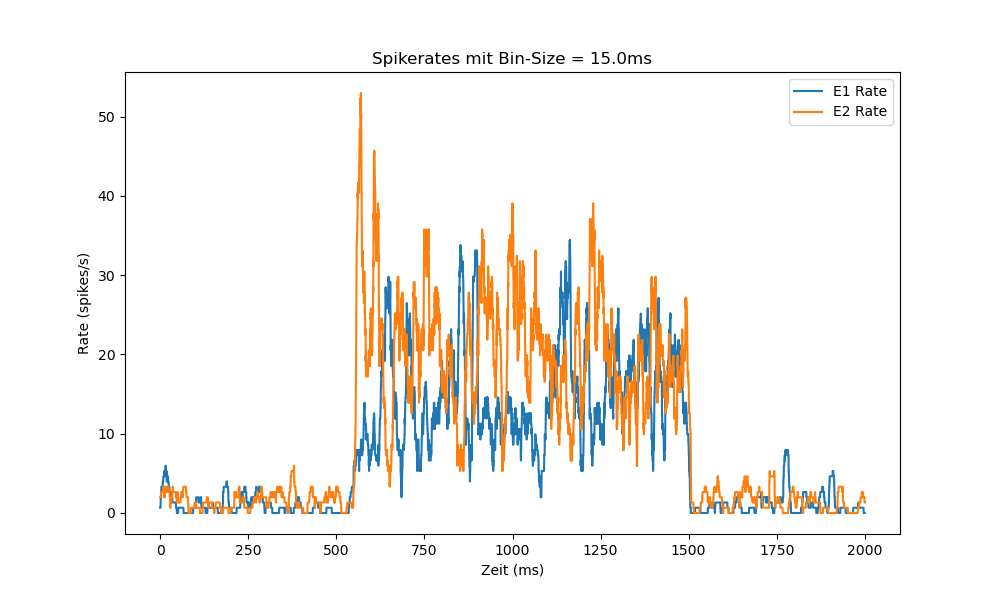 Spikerates mit Bin-Size = 15.0ms
E1 Rate
E2 Rate
50
40
30
20
10
0
Rate (spikes/s)
0 250 500 750 1000 1250 1500 1750 2000
Zeit (ms)